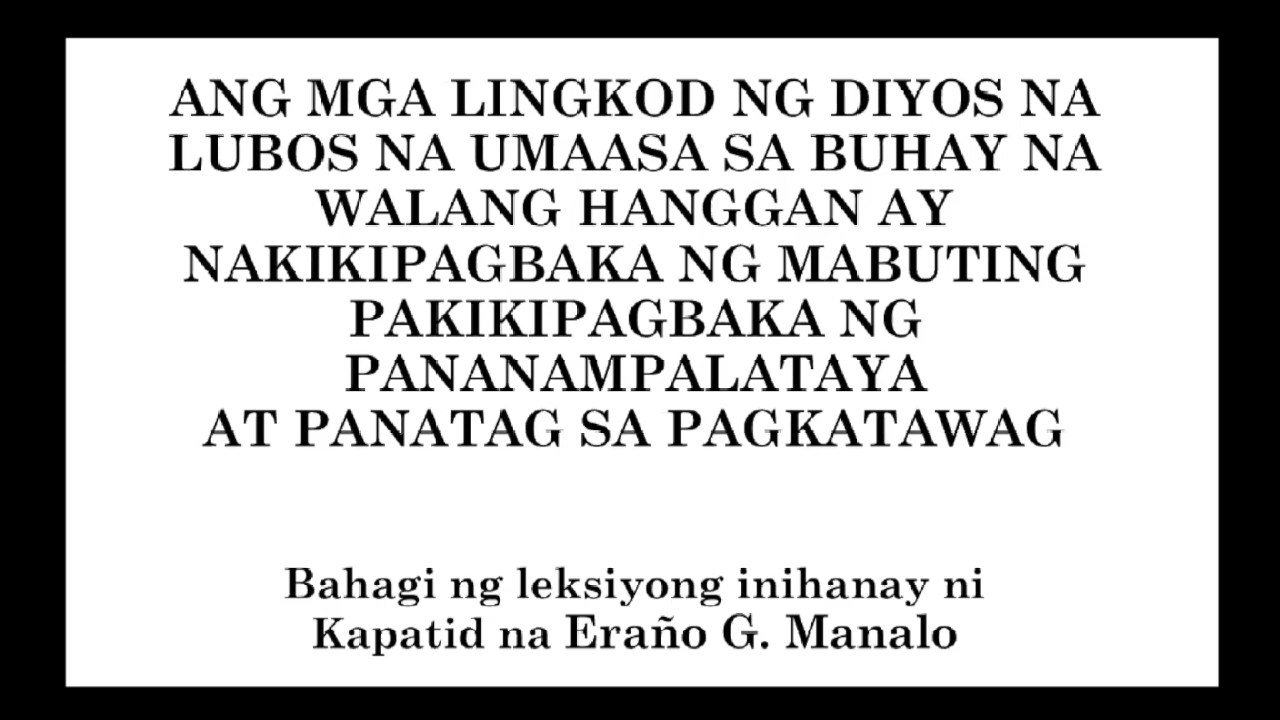 ANG MGA LINGKOD NG DIYOS NA
LUBOS NA UMAASA SA BUHAY NA
WALANG HANGGAN AY
NAKIKIPAGBAKA NG MABUTING
PAKIKIPAGBAKA NG
PANANAMPALATAYA
AT PANATAG SA PAGKATAWAG
Bahagi ng leksiyong inihanay ni
Kapatid na Eraño G. Manalo